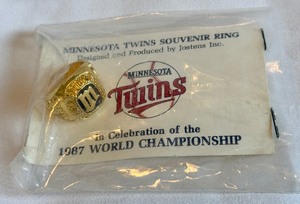 MINNESOTA TWINS SOUVENIR RING
Designed and Produced by Jostens Inc.
MINNESOTA
Twins
In Celebration of the
1987 WORLD CHAMPIONSHIP
M